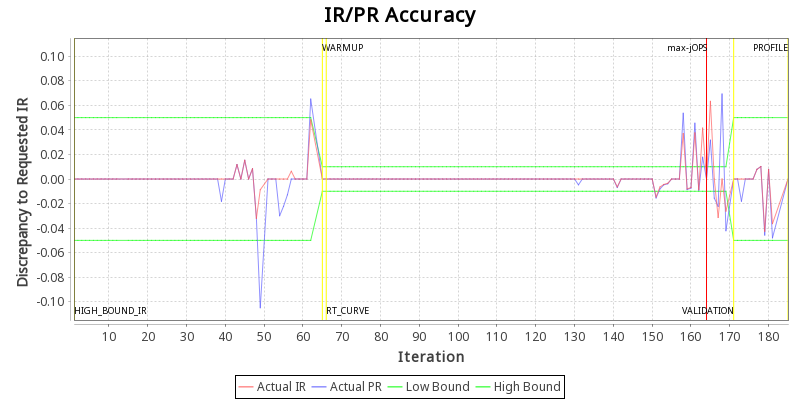 IR/PR Accuracy
Discrepancy to Requested IR
0.10
0.08
0.06
0.04
0.02
0.00
-0.02
-0.04
-0.06
-0.08
-0.10
WARMUP
max-jOPS
PROFILE
HIGH_BOUND_IR
RT_CURVE
VALIDATION
10 20 30 40 50 60 70 80 90 100 110 120 130 140 150 160 170 180
Iteration
Actual IR Actual PR Low Bound High Bound